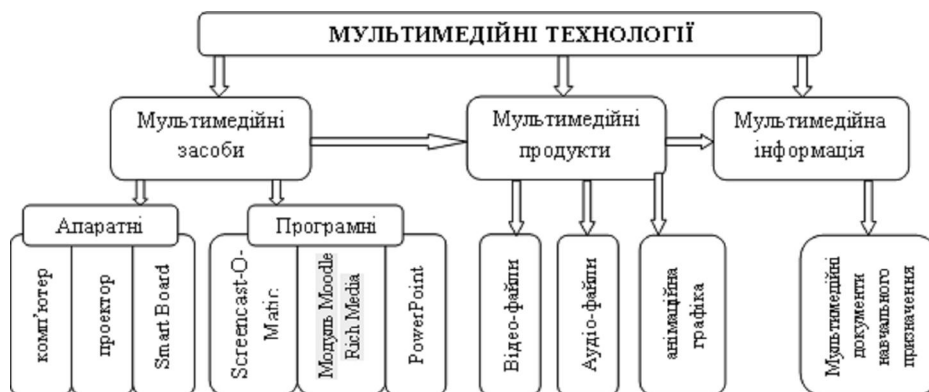 МУЛЬТИМЕДІЙНІ ТЕХНОЛОГІЇ
Мультимедійні
засоби
Мультимедійні
продукти
Мультимедійна
інформація
Апаратні
Програмні
комп'ютер
проектор
Smart Board
Screencast-O-
Matic
Модуль Moodle
Rich Media
PowerPoint
Відео-файли
Аудіо-файли
анімаційна
графіка
Мультимедійні
документи
навчального
призначення